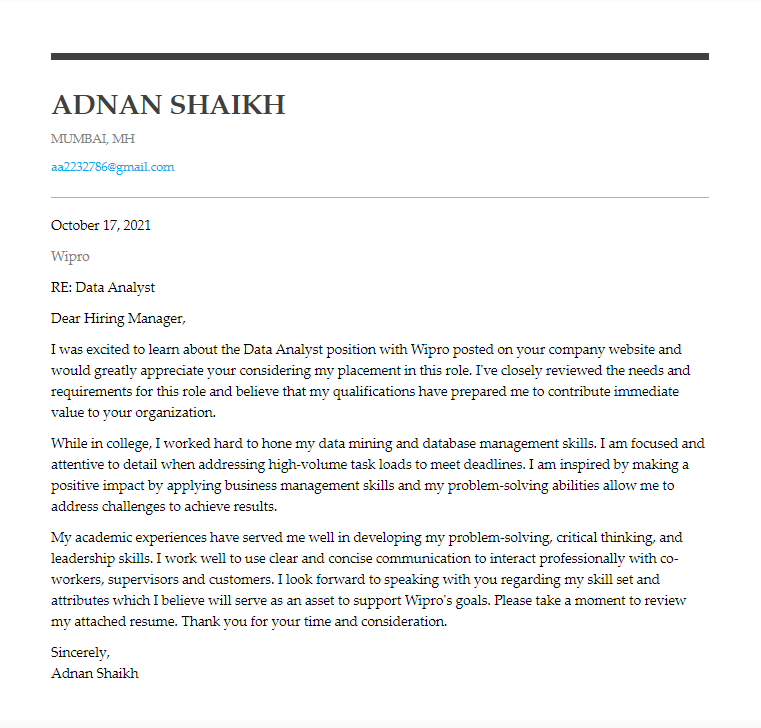 ADNAN SHAIKH
MUMBAI, MH
aa2232786@gmail.com
October 17, 2021
Wipro
RE: Data Analyst
Dear Hiring Manager,
I was excited to learn about the Data Analyst position with Wipro posted on your company website and
would greatly appreciate your considering my placement in this role. I've closely reviewed the needs and
requirements for this role and believe that my qualifications have prepared me to contribute immediate
value to your organization.
While in college, I worked hard to hone my data mining and database management skills. I am focused and
attentive to detail when addressing high-volume task loads to meet deadlines. I am inspired by making a
positive impact by applying business management skills and my problem-solving abilities allow me to
address challenges to achieve results.
My academic experiences have served me well in developing my problem-solving, critical thinking, and
leadership skills. I work well to use clear and concise communication to interact professionally with co-
workers, supervisors and customers. I look forward to speaking with you regarding my skill set and
attributes which I believe will serve as an asset to support Wipro's goals. Please take a moment to review
my attached resume. Thank you for your time and consideration.
Sincerely,
Adnan Shaikh